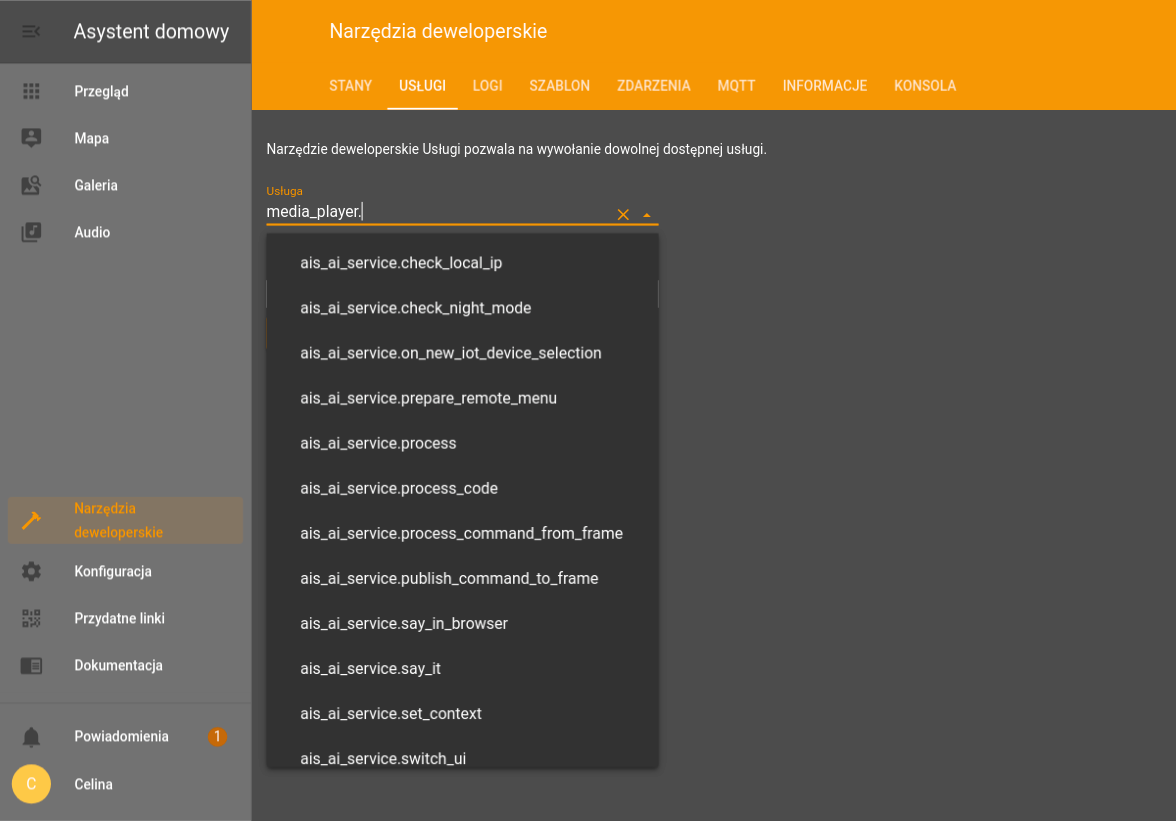 Asystent domowy
Przegląd
Mapa
Galeria
Audio
Narzędzia
deweloperskie
Konfiguracja
Przydatne linki
Dokumentacja
Powiadomienia 1
C Celina
Narzędzia deweloperskie
STANY USŁUGI LOGI SZABLON ZDARZENIA MQTT INFORMACJE KONSOLA
Narzędzie deweloperskie Usługi pozwala na wywołanie dowolnej dostępnej usługi.
Usługa
media_player.
ais_ai_service.check_local_ip
ais_ai_service.check_night_mode
ais_ai_service.on_new_iot_device_selection
ais_ai_service.prepare_remote_menu
ais_ai_service.process
ais_ai_service.process_code
ais_ai_service.process_command_from_frame
ais_ai_service.publish_command_to_frame
ais_ai_service.say_in_browser
ais_ai_service.say_it
ais_ai_service.set_context
ais_ai_service.switch_ui